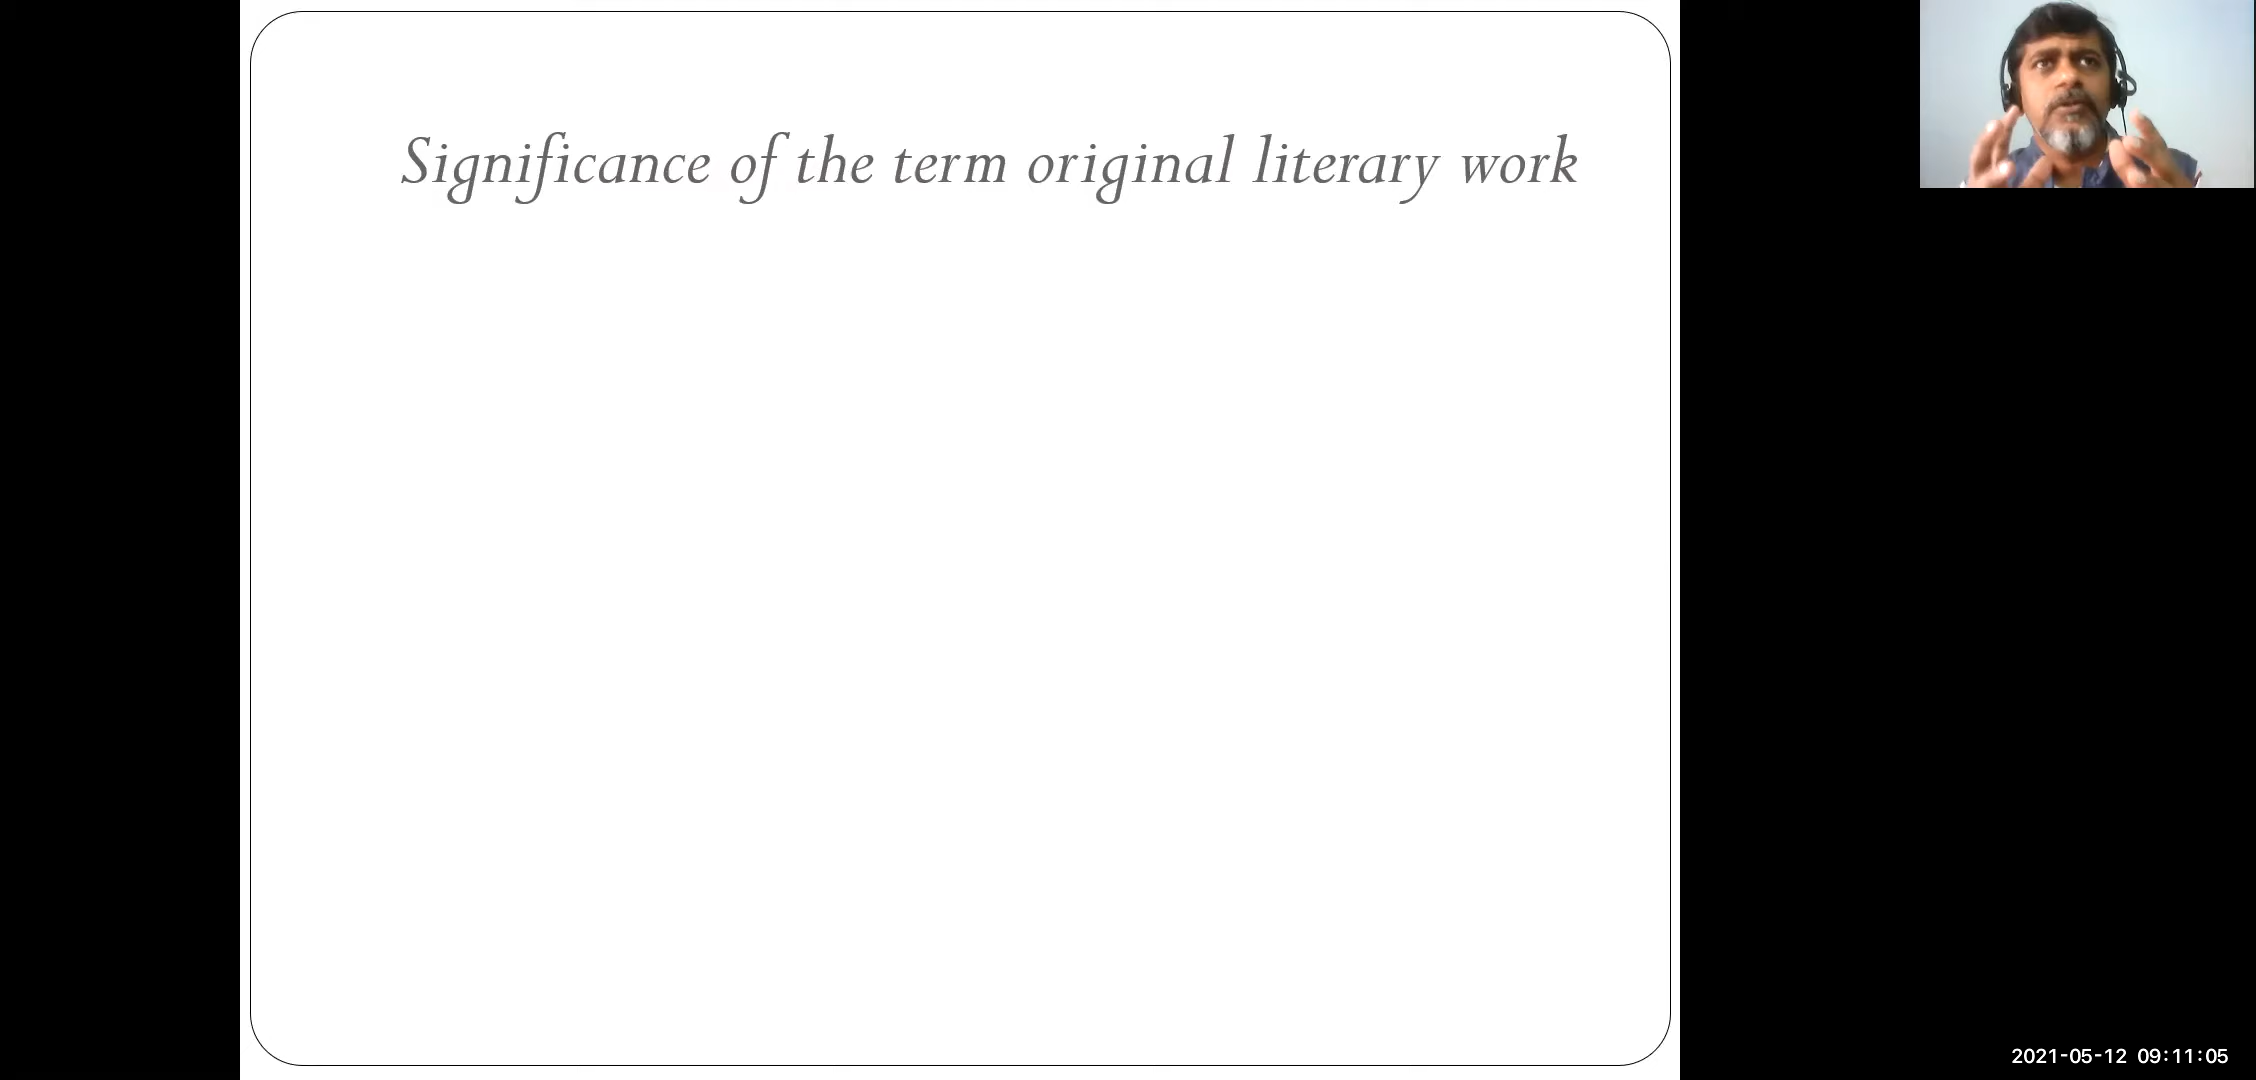 Significance of the term original literary work
2021-05-12 09:11:05